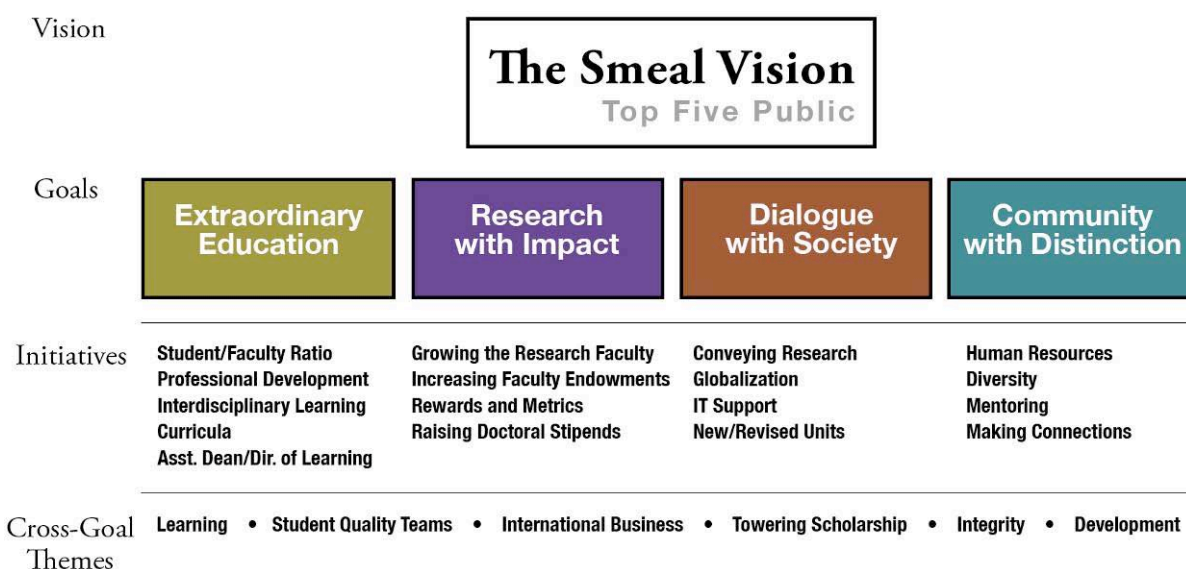 Vision
The Smeal Vision
Top Five Public
Goals
Extraordinary
Education
Research
with Impact
Dialogue
with Society
Community
with Distinction
Initiatives
Student/Faculty Ratio
Professional Development
Interdisciplinary Learning
Curricula
Asst. Dean/Dir. of Learning
Growing the Research Faculty
Increasing Faculty Endowments
Rewards and Metrics
Raising Doctoral Stipends
Conveying Research
Globalization
IT Support
New/Revised Units
Human Resources
Diversity
Mentoring
Making Connections
Cross-Goal
Themes
Learning • Student Quality Teams • International Business • Towering Scholarship • Integrity • Development